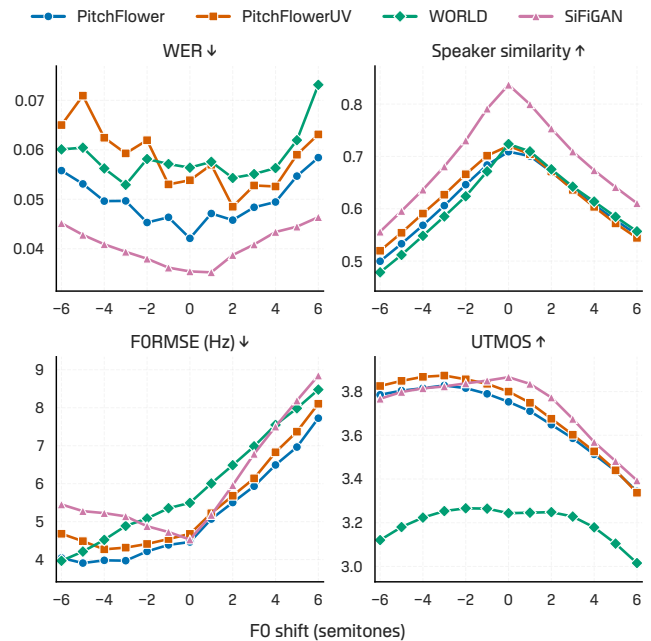 PitchFlower PitchFlowerUV WORLD SiFiGAN
WER ↓
0.07
0.06
0.05
0.04
−6 −4 −2 0 2 4 6
Speaker similarity ↑
0.8
0.7
0.6
0.5
−6 −4 −2 0 2 4 6
F0RMSE (Hz) ↓
9
8
7
6
5
4
−6 −4 −2 0 2 4 6
UTMOS ↑
3.8
3.6
3.4
3.2
3.0
−6 −4 −2 0 2 4 6
F0 shift (semitones)